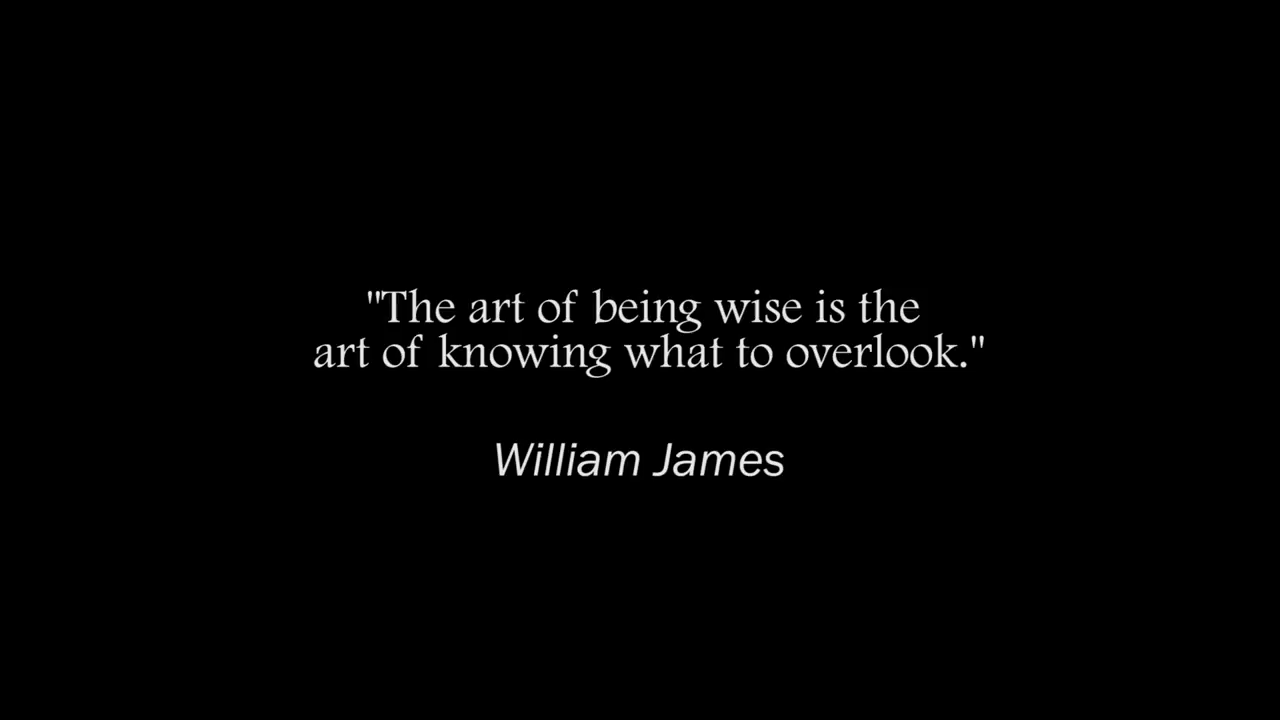 "The art of being wise is the
art of knowing what to overlook."
William James